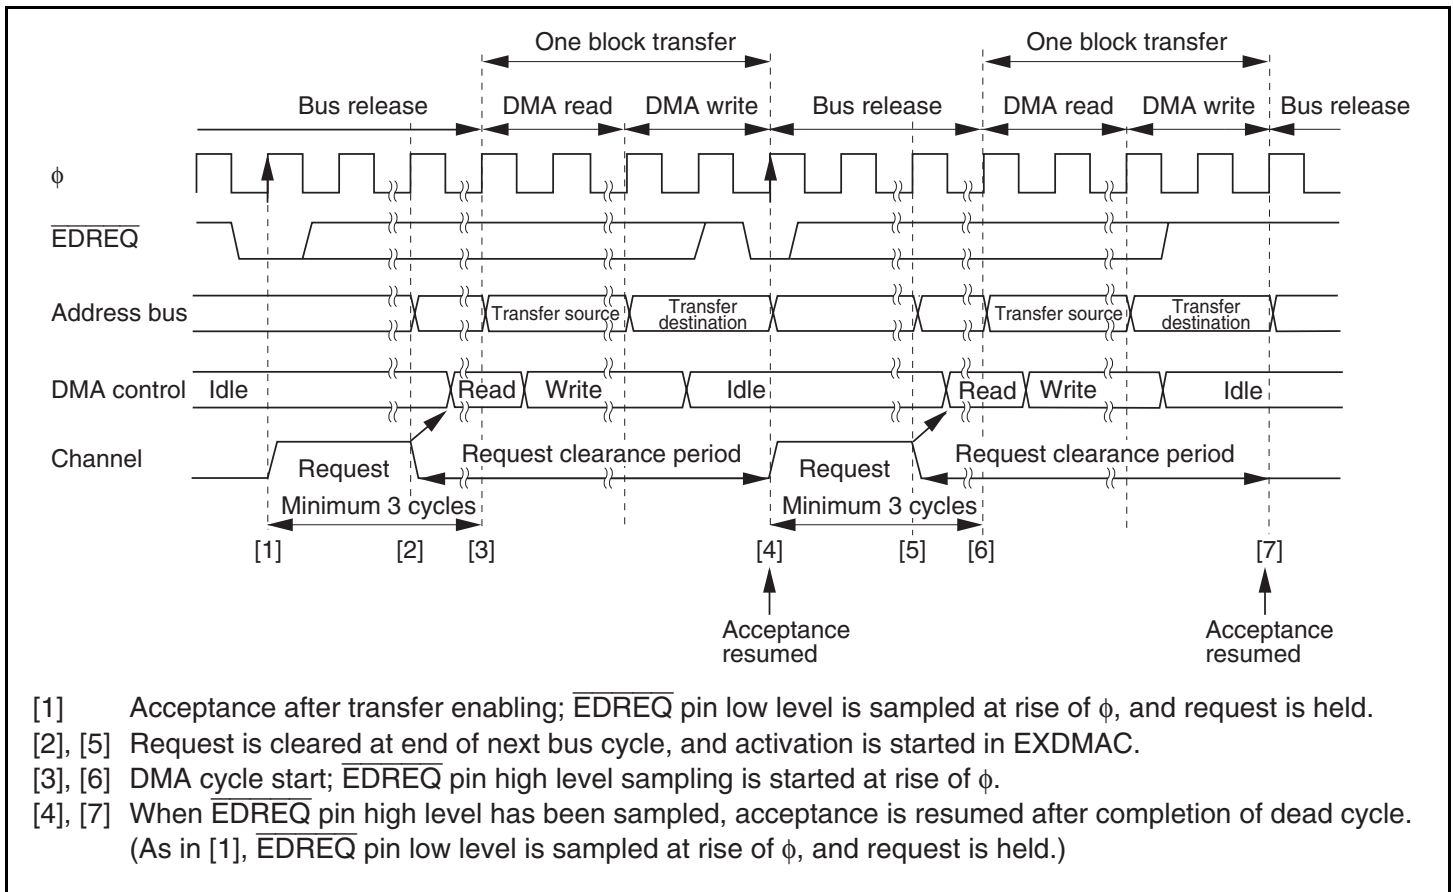 One block transfer One block transfer
Bus release DMA read DMA write Bus release DMA read DMA write Bus release
ϕ
EDREQ
Address bus Transfer source Transfer destination Transfer source Transfer destination
DMA control Idle Read Write Idle Read Write Idle
Channel Request Request clearance period Request Request clearance period
Minimum 3 cycles Minimum 3 cycles
[1] [2] [3] [4] [5] [6] [7]
Acceptance resumed Acceptance resumed
[1] Acceptance after transfer enabling; EDREQ pin low level is sampled at rise of ϕ, and request is held.
[2], [5] Request is cleared at end of next bus cycle, and activation is started in EXDMAC.
[3], [6] DMA cycle start; EDREQ pin high level sampling is started at rise of ϕ.
[4], [7] When EDREQ pin high level has been sampled, acceptance is resumed after completion of dead cycle.
(As in [1], EDREQ pin low level is sampled at rise of ϕ, and request is held.)